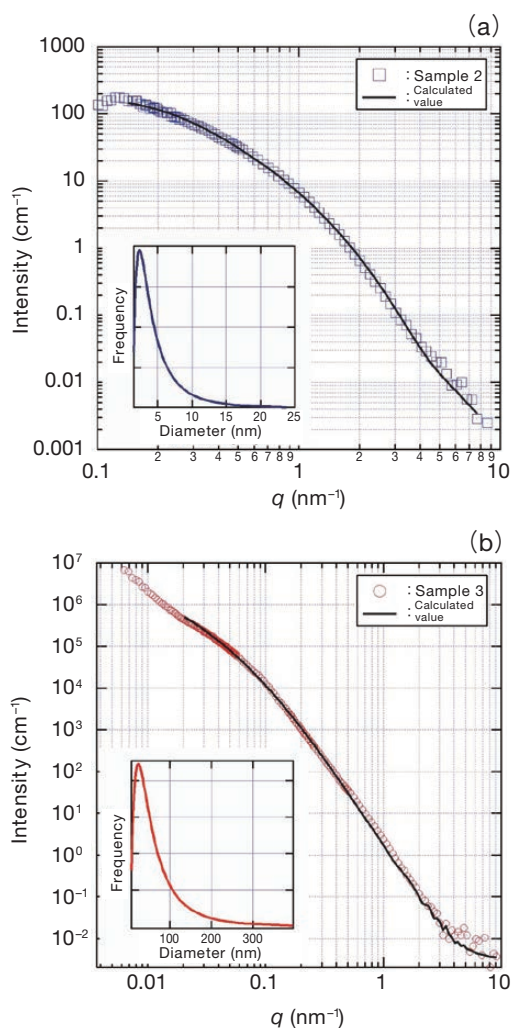 (a)
1000
100
10
1
0.1
0.01
0.001
Intensity (cm⁻¹)
: Sample 2
: Calculated
value
Frequency
5 10 15 20 25
Diameter (nm)
0.1 2 3 4 5 6 7 8 9 1 2 3 4 5 6 7 8 9 10
q (nm⁻¹)
(b)
10⁷
10⁶
10⁵
10⁴
10³
10²
10¹
10⁰
10⁻¹
10⁻²
Intensity (cm⁻¹)
: Sample 3
: Calculated
value
Frequency
100 200 300
Diameter (nm)
0.01 0.1 1 10
q (nm⁻¹)